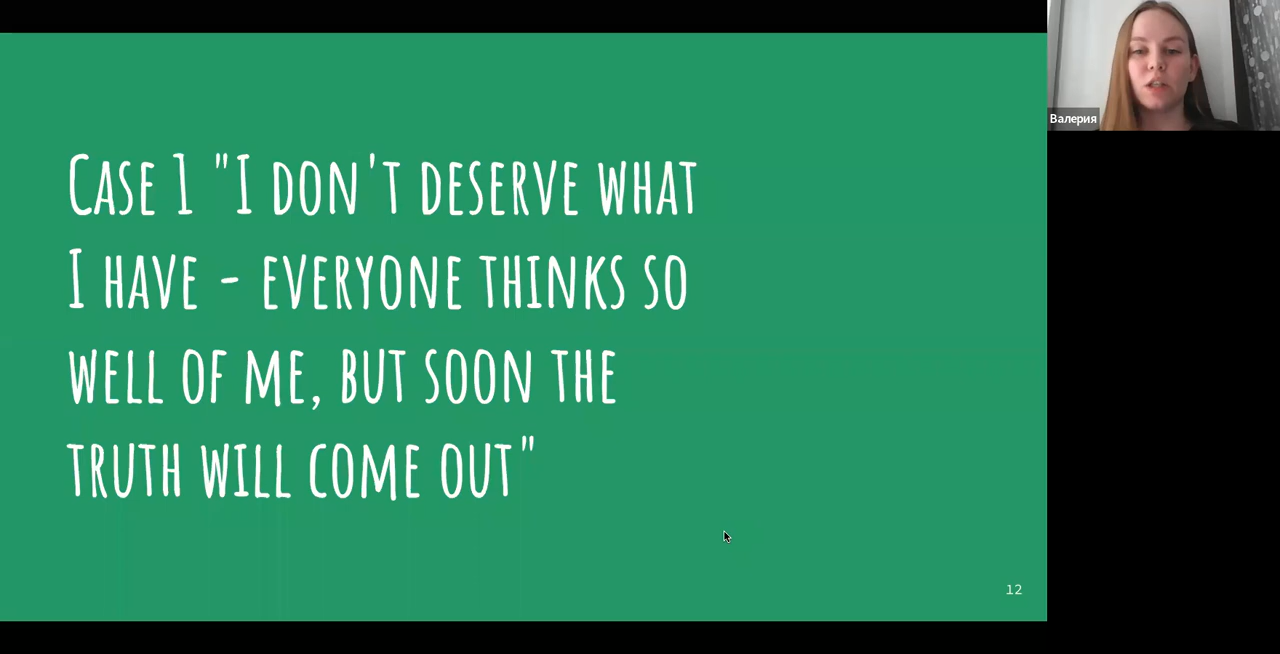 Case 1 "I don't deserve what
I have - everyone thinks so
well of me, but soon the
truth will come out"
12
Валерия